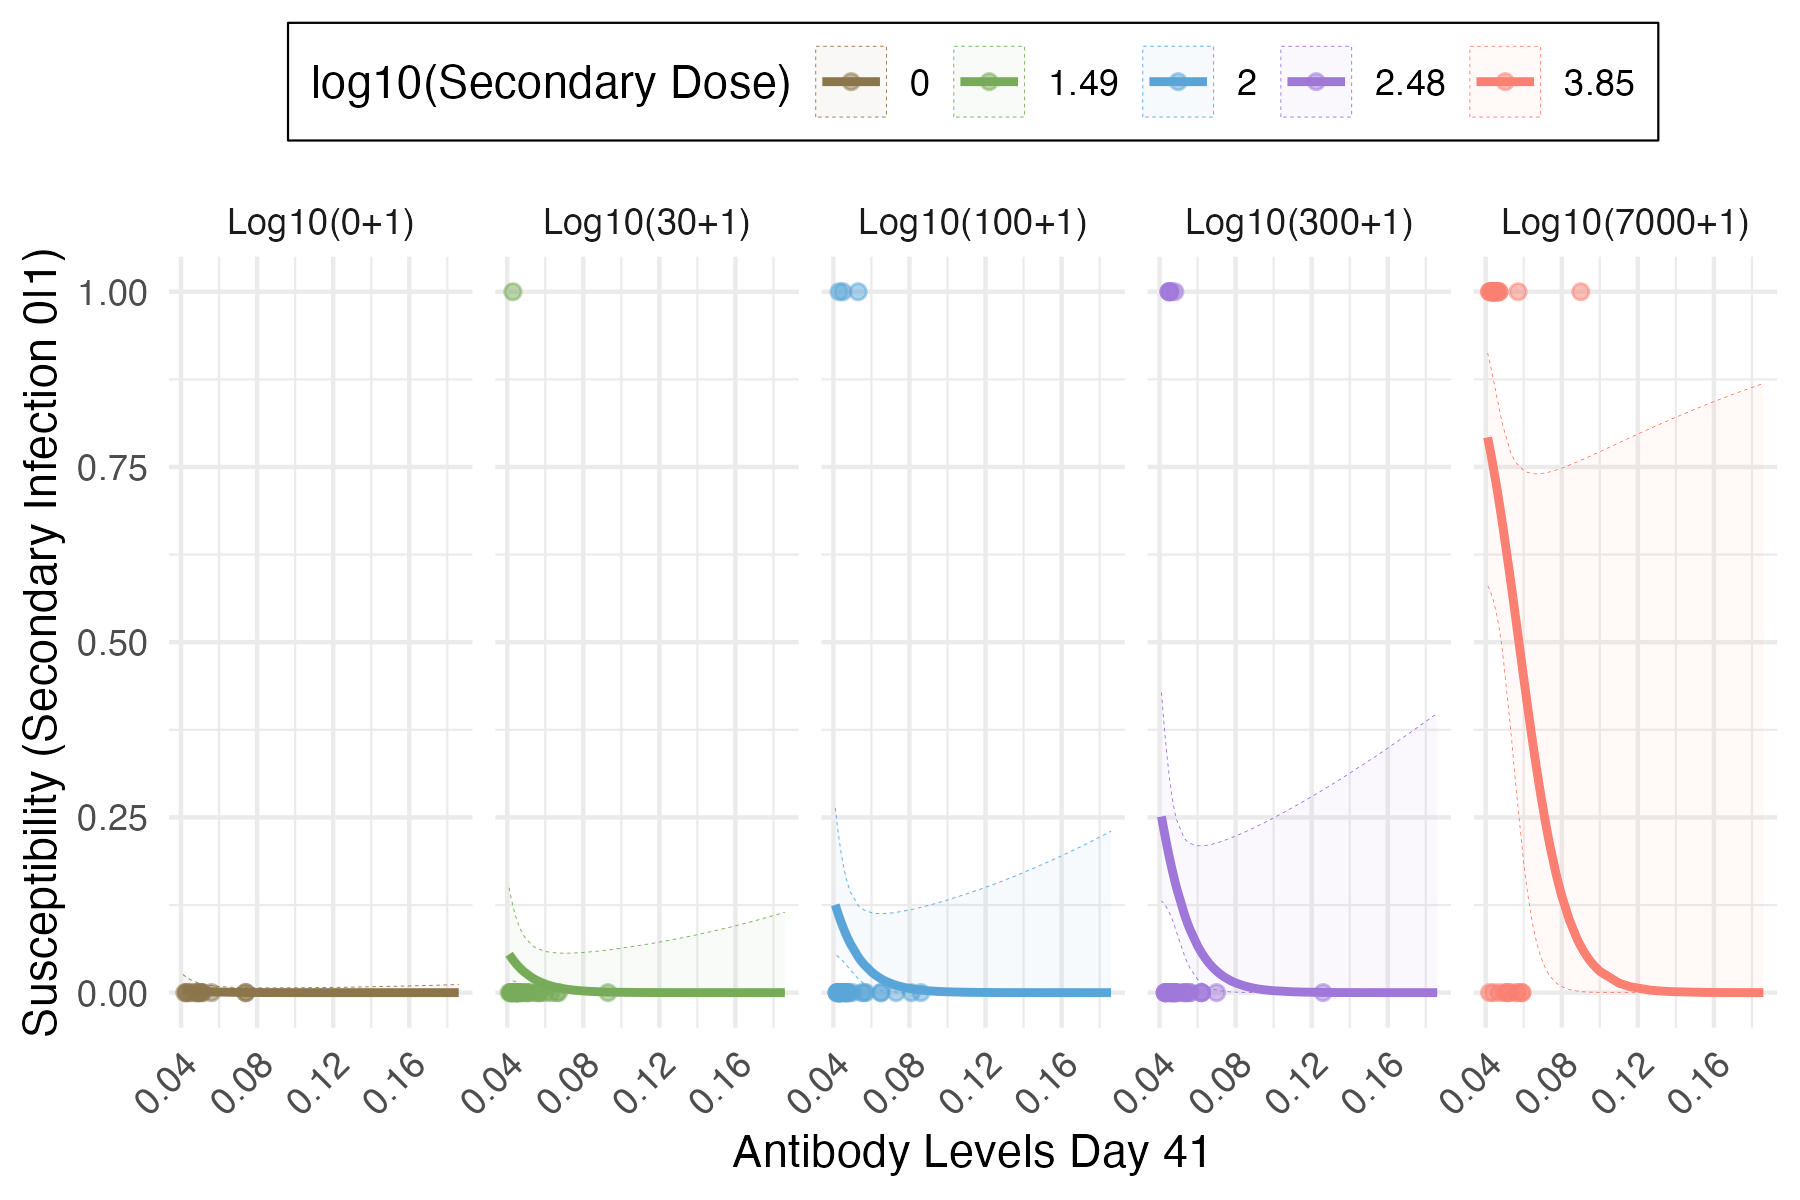 log10(Secondary Dose) 0 1.49 2 2.48 3.85
Log10(0+1) Log10(30+1) Log10(100+1) Log10(300+1) Log10(7000+1)
Susceptibility (Secondary Infection 0|1)
1.00
0.75
0.50
0.25
0.00
0.04 0.08 0.12 0.16 0.04 0.08 0.12 0.16 0.04 0.08 0.12 0.16 0.04 0.08 0.12 0.16 0.04 0.08 0.12 0.16
Antibody Levels Day 41